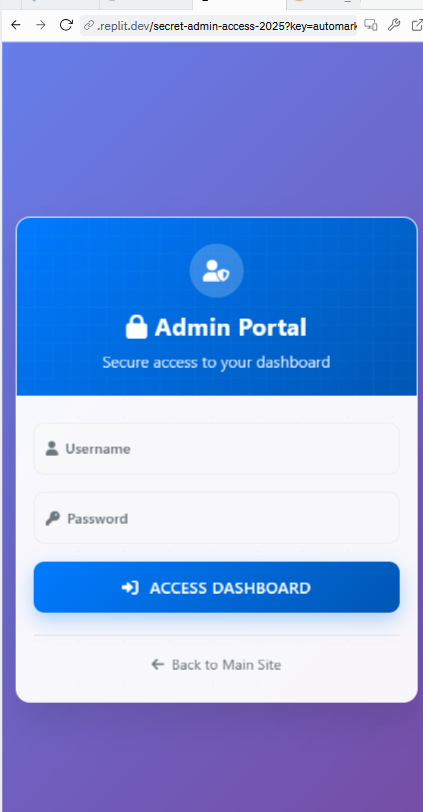 .replit.dev/secret-admin-access-2025?key=automark
Admin Portal
Secure access to your dashboard
Username
Password
ACCESS DASHBOARD
Back to Main Site